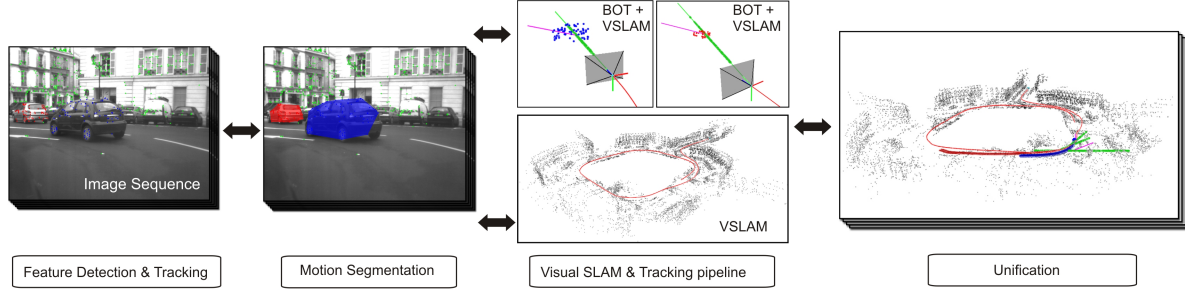 BOT +
VSLAM
BOT +
VSLAM
Image Sequence
VSLAM
Feature Detection & Tracking
Motion Segmentation
Visual SLAM & Tracking pipeline
Unification